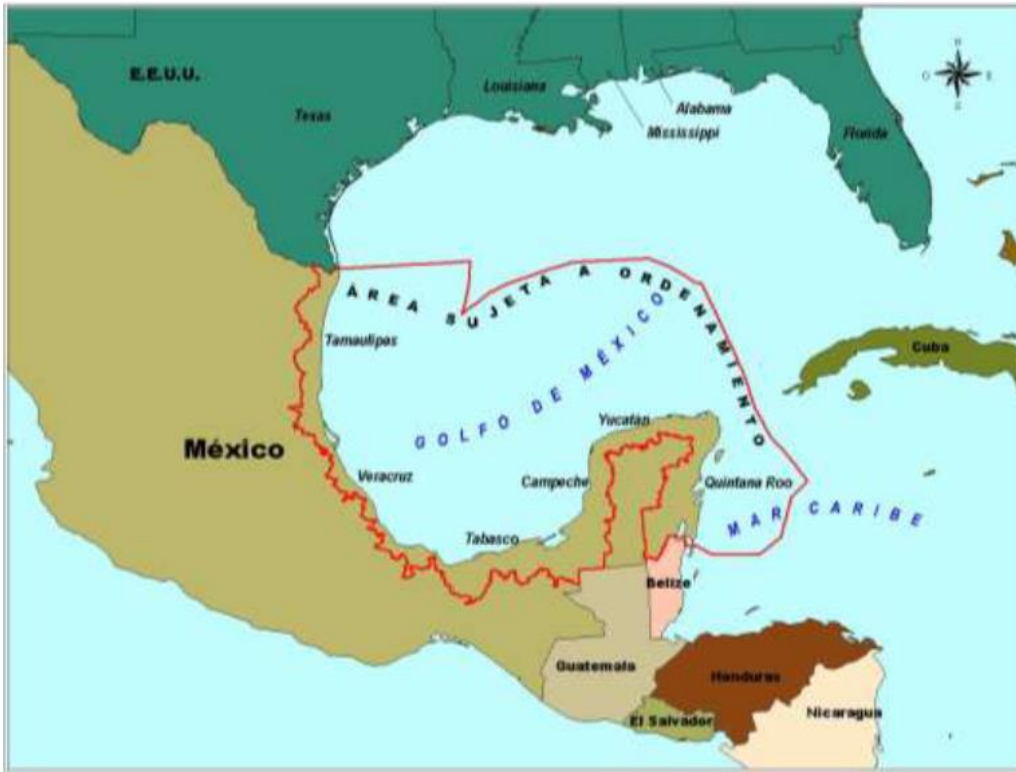 N
O
E
S
E.E.U.U.
Texas
Louisiana
Alabama
Mississippi
Florida
ÁREA SUJETA A ORDENAMIENTO
Tamaulipas
GOLFO DE MÉXICO
Cuba
México
Yucatán
Veracruz
Campeche
Quintana Roo
MAR CARIBE
Tabasco
Belize
Guatemala
Honduras
El Salvador
Nicaragua